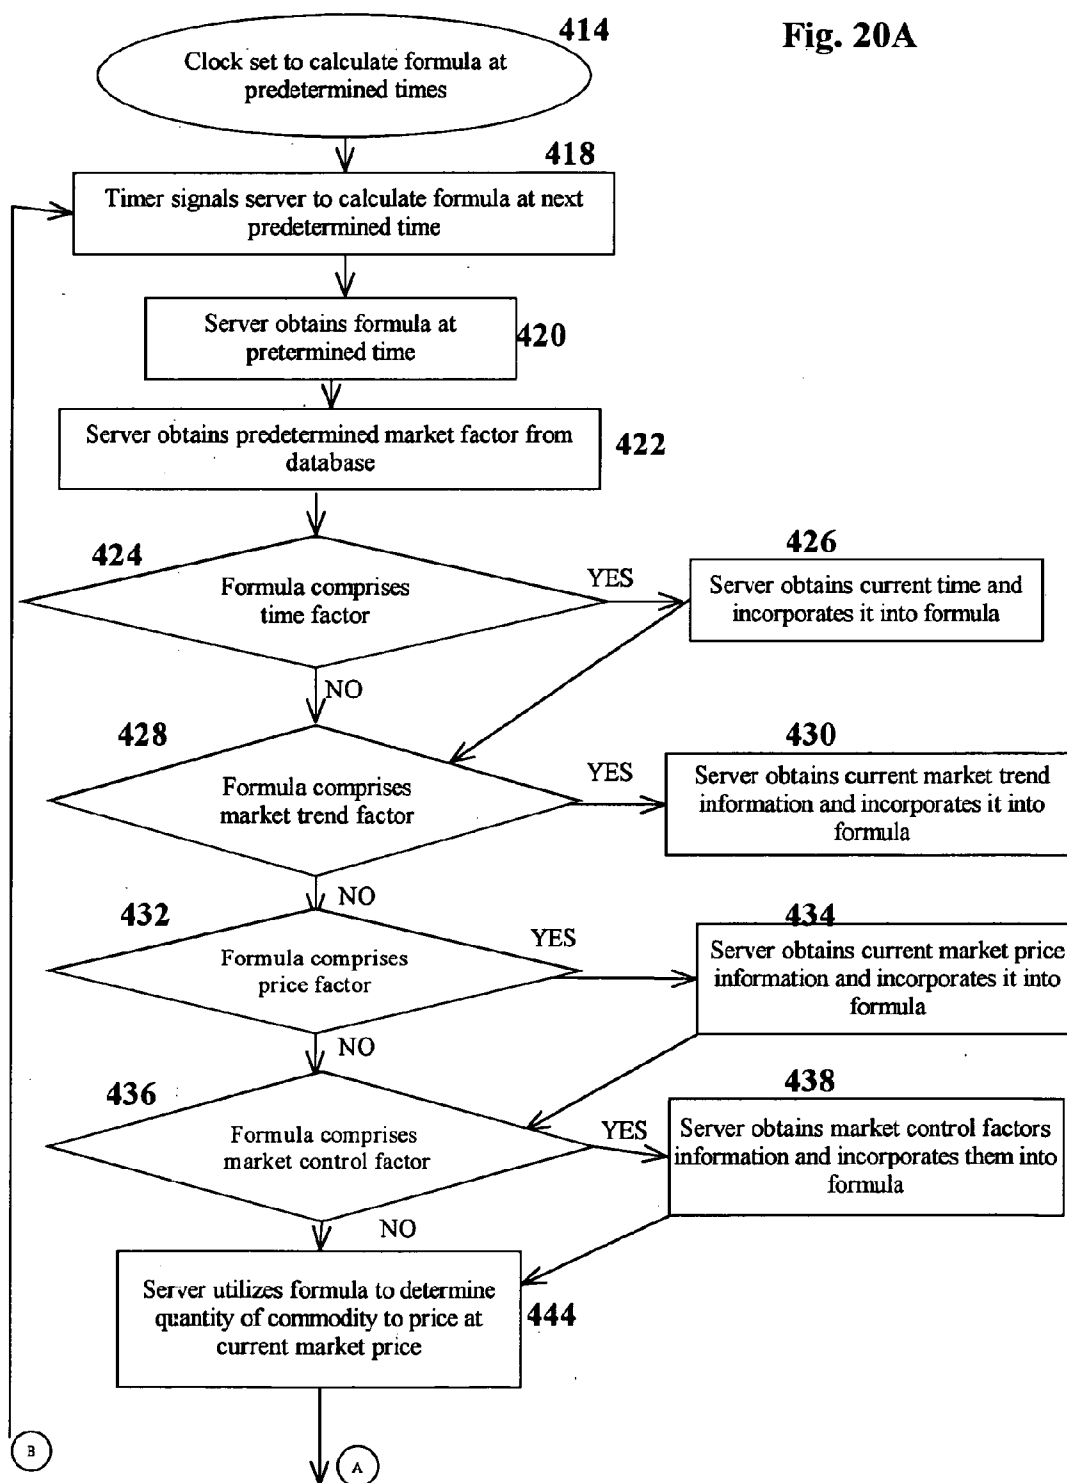 414
Fig. 20A
Clock set to calculate formula at
predetermined times
418
Timer signals server to calculate formula at next
predetermined time
Server obtains formula at
pretermined time
420
Server obtains predetermined market factor from
database
422
424
Formula comprises
time factor
YES
426
Server obtains current time and
incorporates it into formula
NO
428
Formula comprises
market trend factor
YES
430
Server obtains current market trend
information and incorporates it into
formula
NO
432
Formula comprises
price factor
YES
434
Server obtains current market price
information and incorporates it into
formula
NO
436
Formula comprises
market control factor
YES
438
Server obtains market control factors
information and incorporates them into
formula
NO
Server utilizes formula to determine
quantity of commodity to price at
current market price
444
B
A